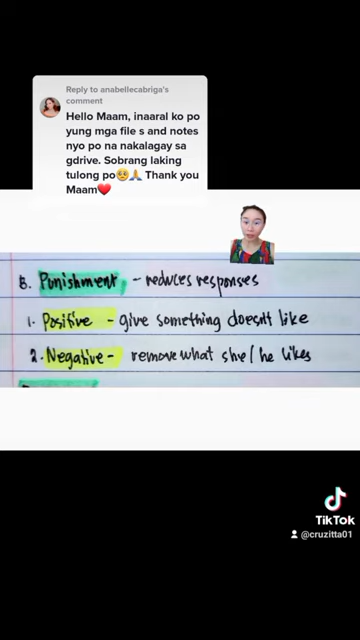 Reply to anabellecabriga's
comment
Hello Maam, inaaral ko po
yung mga file s and notes
nyo po na nakalagay sa
gdrive. Sobrang laking
tulong po🥹🙏 Thank you
Maam❤️
B. Punishment - reduces responses
1. Positive - give something doesn't like
2. Negative - remove what she/he likes
TikTok
@cruzitta01